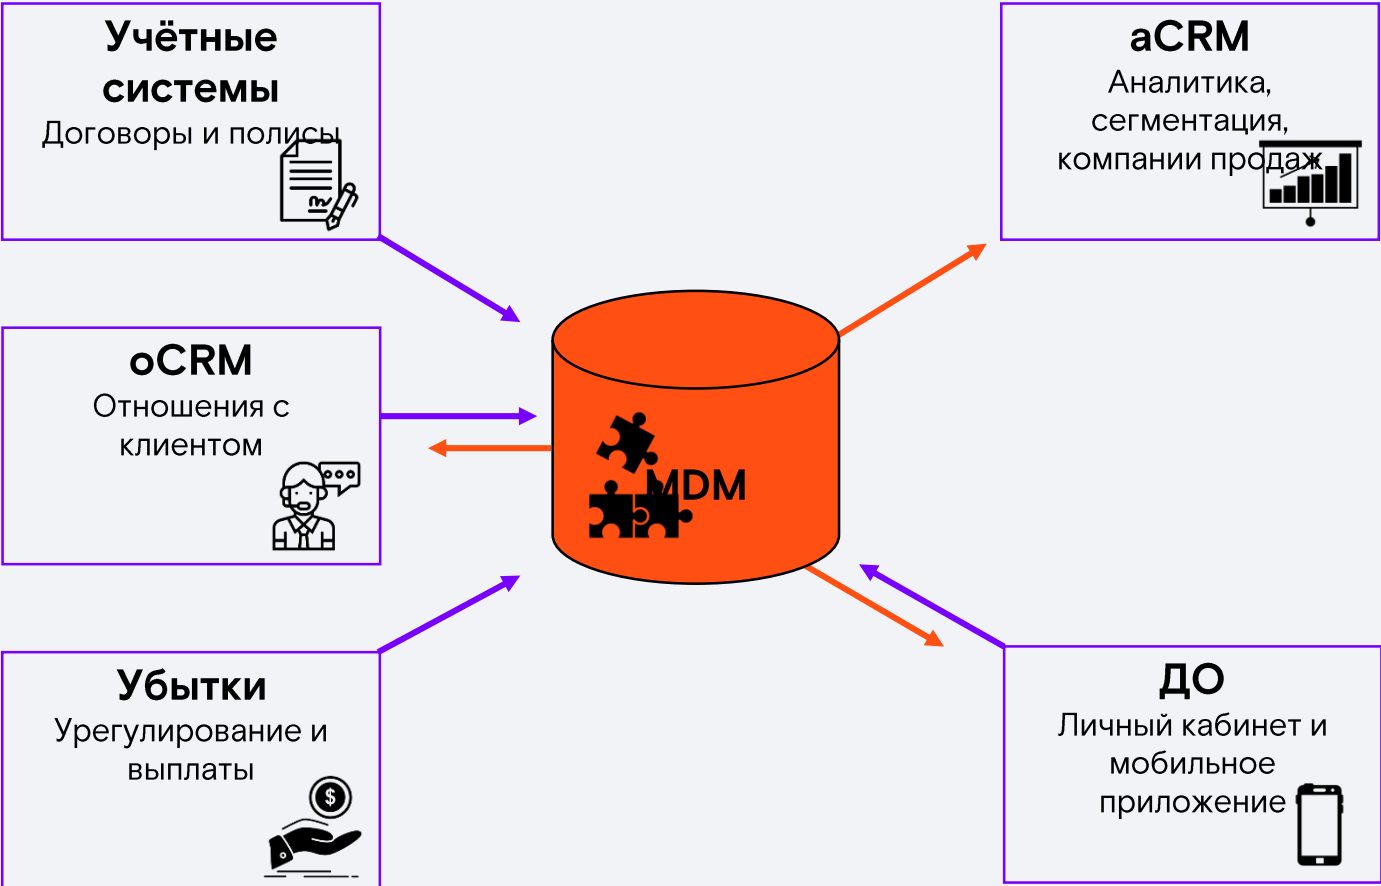 Учётные
системы
Договоры и полисы
oCRM
Отношения с
клиентом
Убытки
Урегулирование и
выплаты
$
MDM
aCRM
Аналитика,
сегментация,
компании продаж
ДО
Личный кабинет и
мобильное
приложение